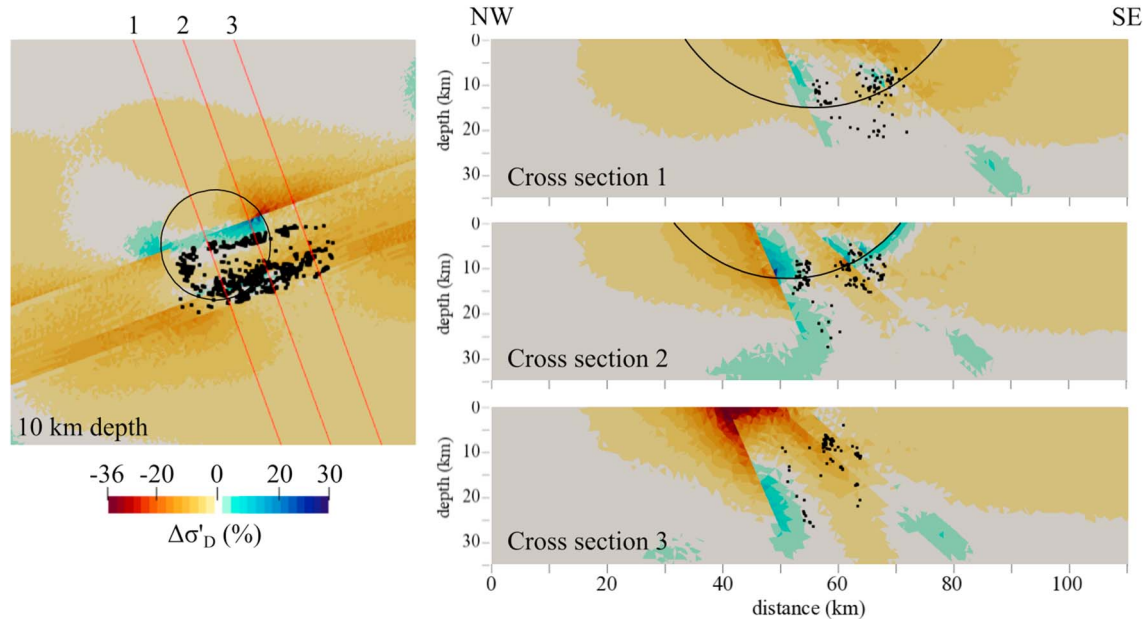 1 2 3
10 km depth
-36 -20 0 20 30
Δσ'D (%)
NW SE
0
10
20
30
depth (km)
Cross section 1
0
10
20
30
depth (km)
Cross section 2
0
10
20
30
depth (km)
Cross section 3
0 20 40 60 80 100
distance (km)